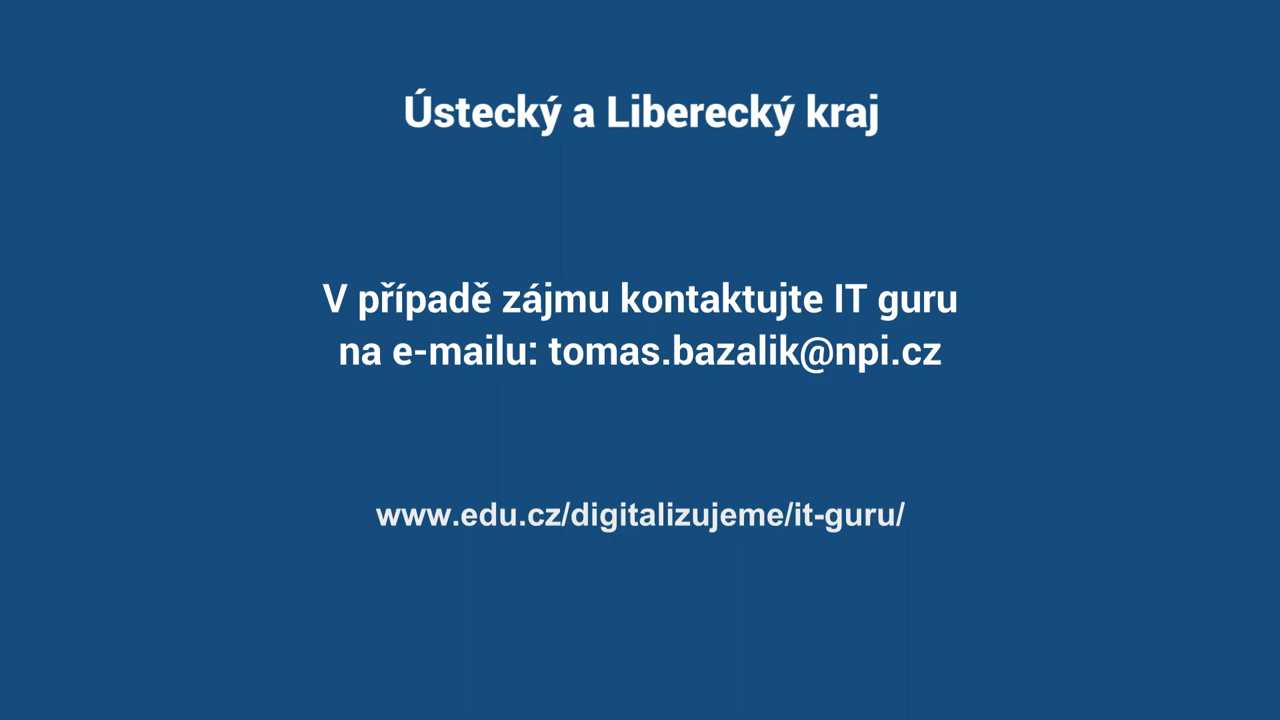 Ústecký a Liberecký kraj
V případě zájmu kontaktujte IT guru
na e-mailu: tomas.bazalik@npi.cz
www.edu.cz/digitalizujeme/it-guru/